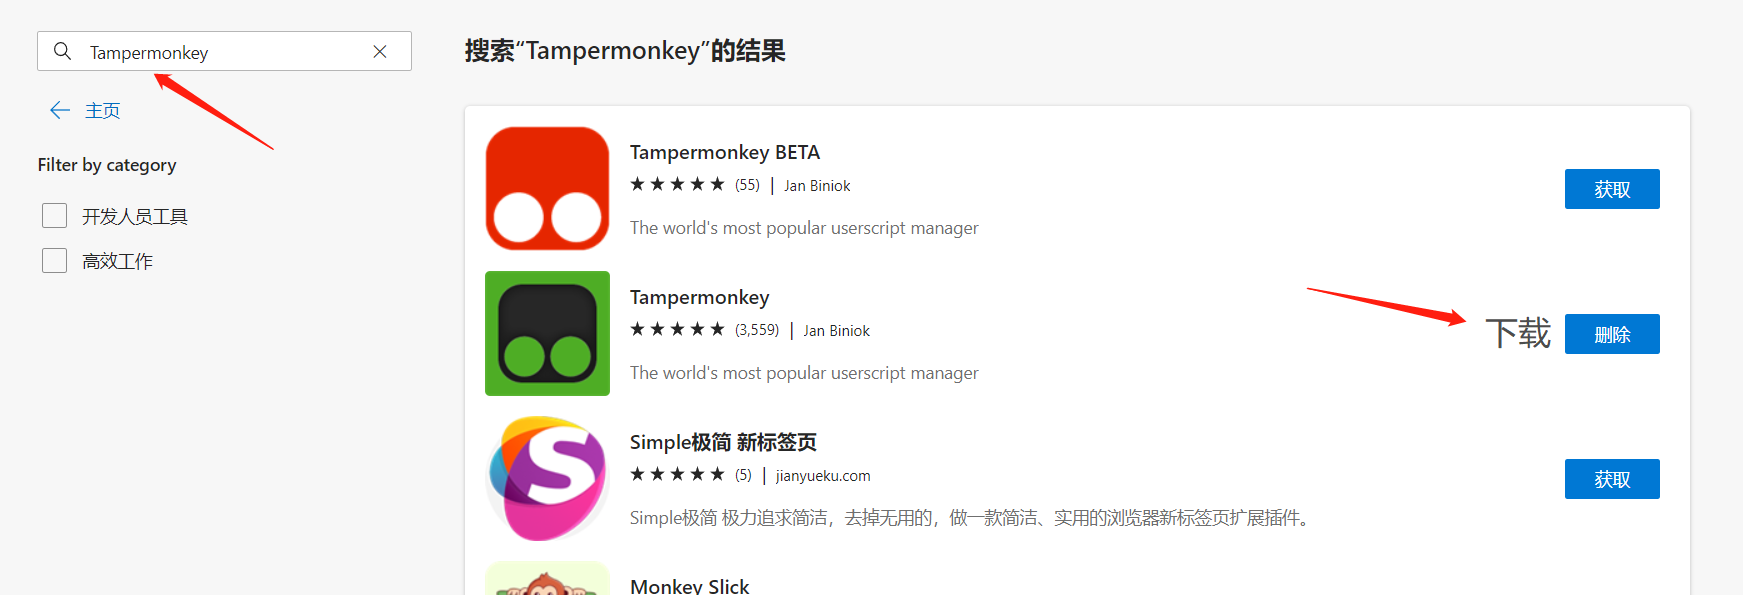 Tampermonkey
主页
Filter by category
开发人员工具
高效工作
搜索“Tampermonkey”的结果
Tampermonkey BETA
★★★★★ (55) | Jan Biniok
The world's most popular userscript manager
获取
Tampermonkey
★★★★★ (3,559) | Jan Biniok
The world's most popular userscript manager
下载 删除
Simple极简 新标签页
★★★★★ (5) | jianyueku.com
Simple极简 极力追求简洁，去掉无用的，做一款简洁、实用的浏览器新标签页扩展插件。
获取
Monkey Slick